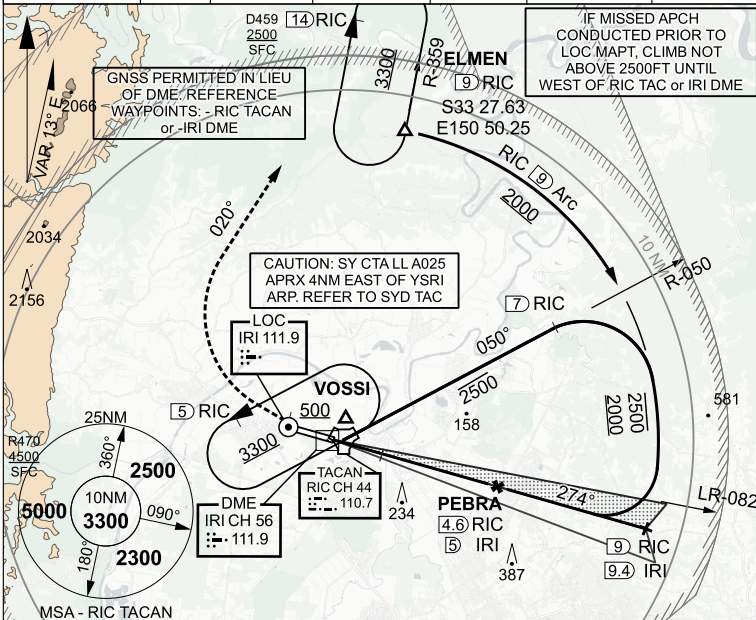 D459
2500
SFC
14 RIC
3300
R-359
ELMEN
9 RIC
S33 27.63
E150 50.25
IF MISSED APCH
CONDUCTED PRIOR TO
LOC MAPT, CLIMB NOT
ABOVE 2500FT UNTIL
WEST OF RIC TAC or IRI DME
GNSS PERMITTED IN LIEU
OF DME. REFERENCE
WAYPOINTS: - RIC TACAN
or -IRI DME
VAR 13° E
2066
2034
2156
020°
RIC 9 Arc
2000
10 NM
R-050
CAUTION: SY CTA LL A025
APRX 4NM EAST OF YSRI
ARP. REFER TO SYD TAC
7 RIC
050°
2500
LOC
IRI 111.9
VOSSI
5 RIC
500
3300
158
2500
2000
581
TACAN
RIC CH 44
110.7
DME
IRI CH 56
111.9
234
PEBRA
4.6 RIC
5 IRI
387
274°
LR-082
9 RIC
9.4 IRI
R470
4500
SFC
25NM
360°
2500
5000
10NM
3300
090°
180°
2300
MSA - RIC TACAN